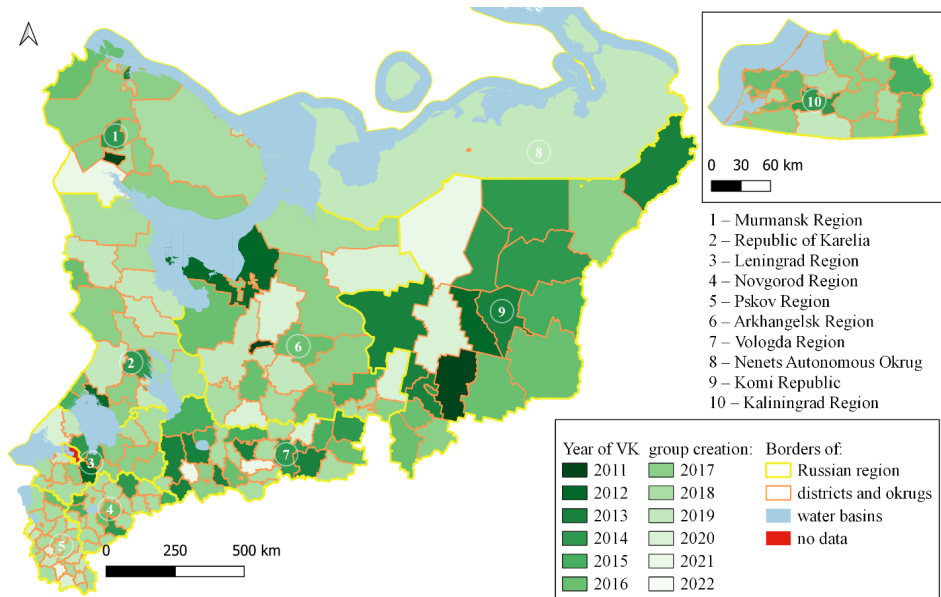 1
8
9
6
2
7
3
4
5
0 250 500 km
10
0 30 60 km
1 – Murmansk Region
2 – Republic of Karelia
3 – Leningrad Region
4 – Novgorod Region
5 – Pskov Region
6 – Arkhangelsk Region
7 – Vologda Region
8 – Nenets Autonomous Okrug
9 – Komi Republic
10 – Kaliningrad Region
Year of VK group creation:
2011 2017
2012 2018
2013 2019
2014 2020
2015 2021
2016 2022
Borders of:
Russian region
districts and okrugs
water basins
no data